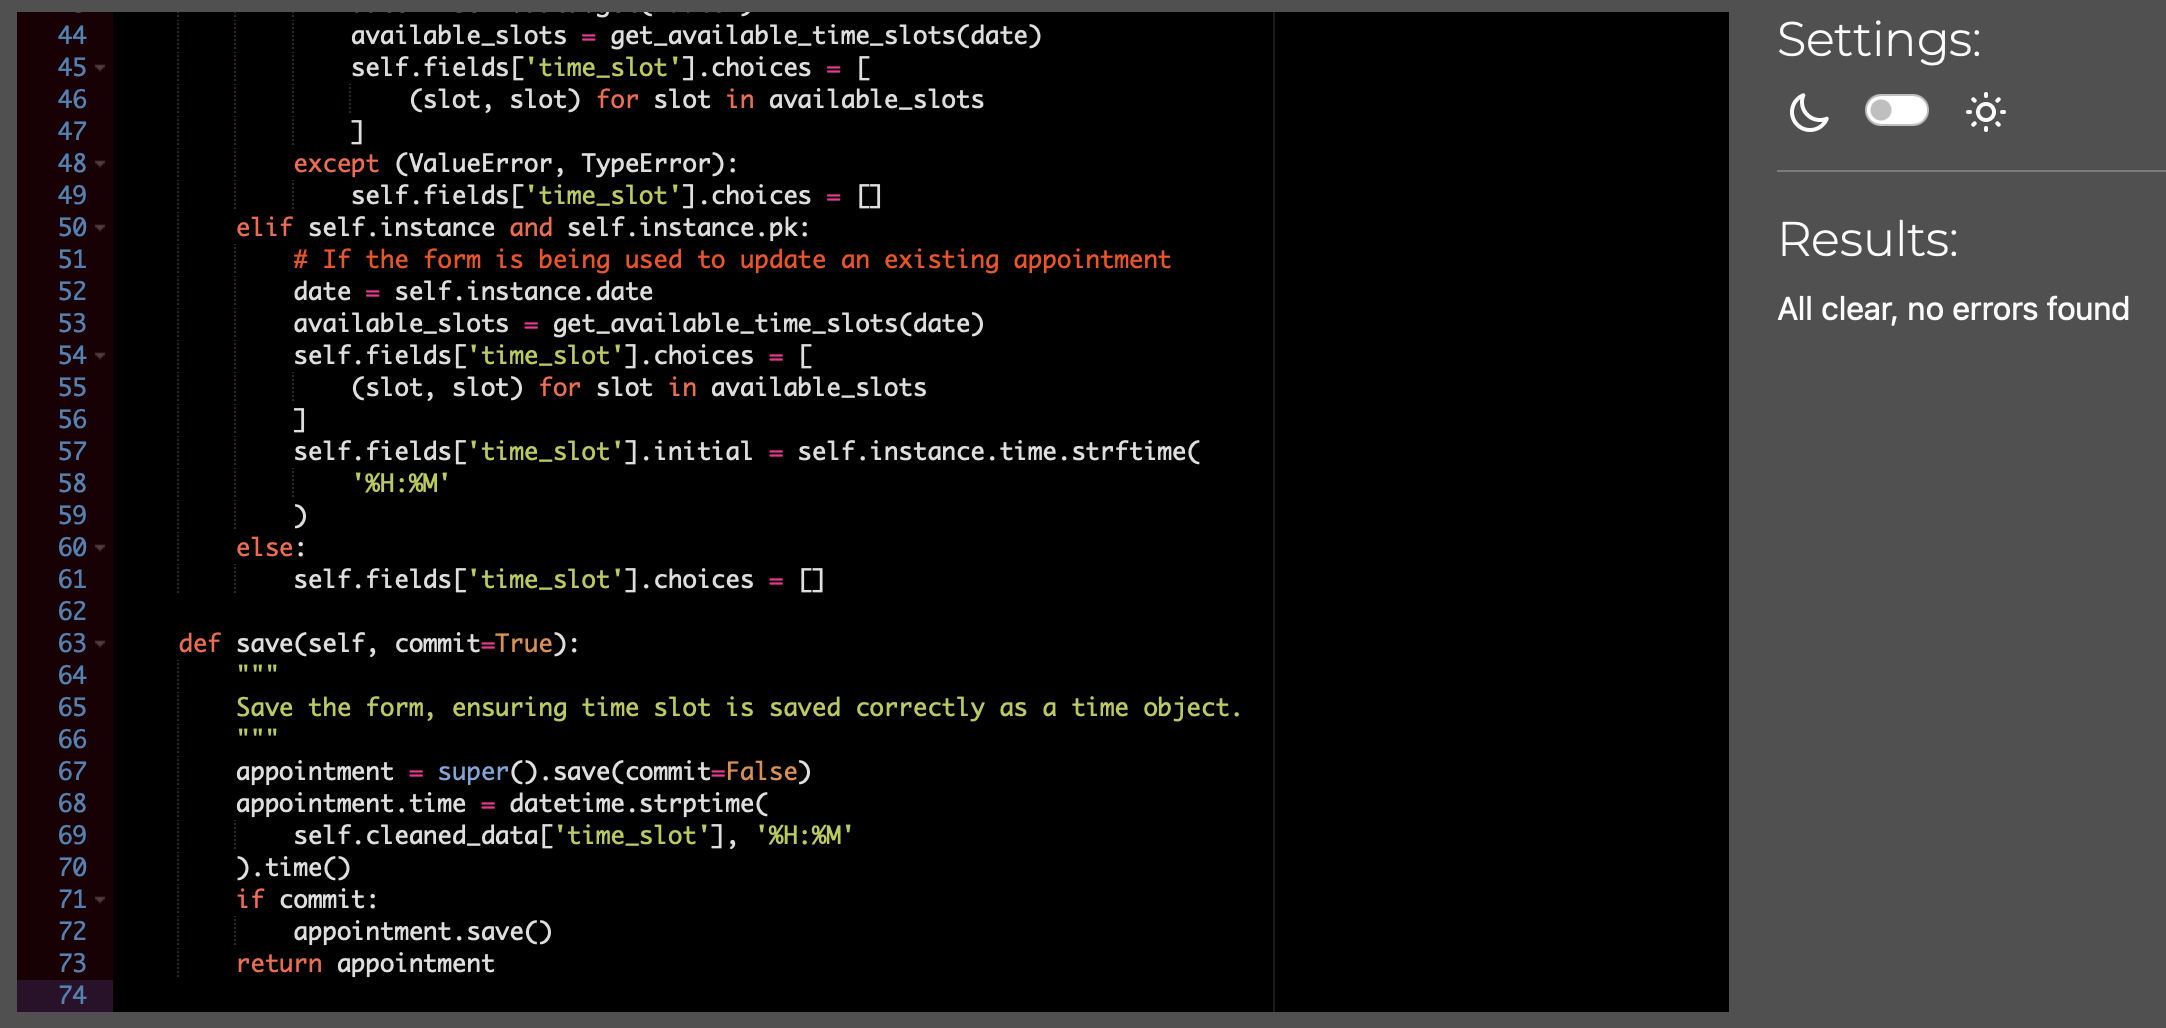 44 available_slots = get_available_time_slots(date)
45 self.fields['time_slot'].choices = [
46 (slot, slot) for slot in available_slots
47 ]
48 except (ValueError, TypeError):
49 self.fields['time_slot'].choices = []
50 elif self.instance and self.instance.pk:
51 # If the form is being used to update an existing appointment
52 date = self.instance.date
53 available_slots = get_available_time_slots(date)
54 self.fields['time_slot'].choices = [
55 (slot, slot) for slot in available_slots
56 ]
57 self.fields['time_slot'].initial = self.instance.time.strftime(
58 '%H:%M'
59 )
60 else:
61 self.fields['time_slot'].choices = []
62
63 def save(self, commit=True):
64 """
65 Save the form, ensuring time slot is saved correctly as a time object.
66 """
67 appointment = super().save(commit=False)
68 appointment.time = datetime.strptime(
69 self.cleaned_data['time_slot'], '%H:%M'
70 ).time()
71 if commit:
72 appointment.save()
73 return appointment
74
Settings:
Results:
All clear, no errors found